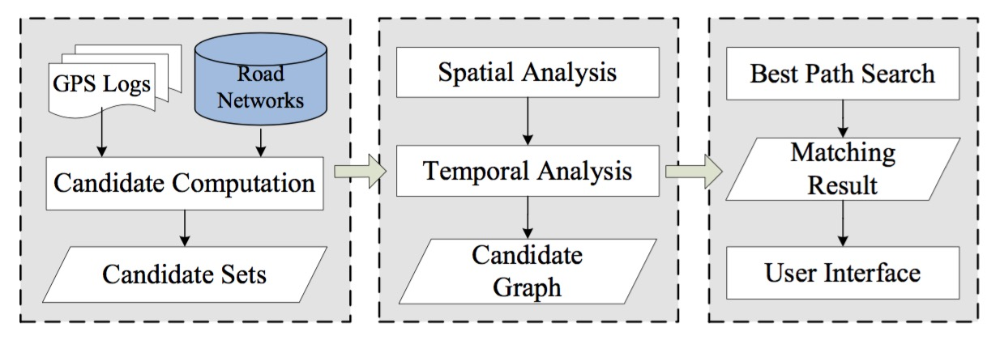 GPS Logs
Road
Networks
Candidate Computation
Candidate Sets
Spatial Analysis
Temporal Analysis
Candidate
Graph
Best Path Search
Matching
Result
User Interface